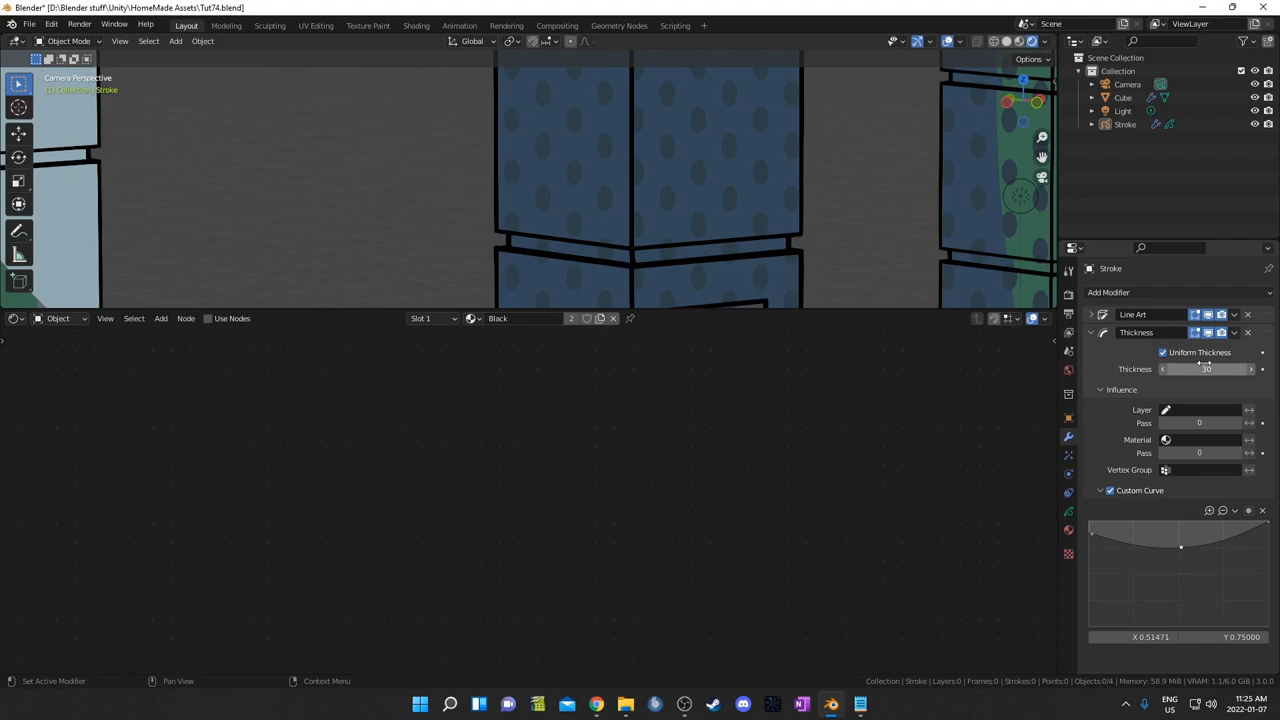 Blender* [D:\Blender stuff\Unity\HomeMade Assets\Tut74.blend]
File Edit Render Window Help Layout Modeling Sculpting UV Editing Texture Paint Shading Animation Rendering Compositing Geometry Nodes Scripting Scene ViewLayer
Object Mode View Select Add Object Global
Options
Camera Perspective
(1) Collection | Stroke
Z
Scene Collection
Collection
Camera
Cube
Light
Stroke
Object View Select Add Node Use Nodes Slot 1 Black 2
Stroke
Add Modifier
Line Art
Thickness
Uniform Thickness
Thickness 30
Influence
Layer
Pass 0
Material
Pass 0
Vertex Group
Custom Curve
X 0.51471 Y 0.75000
Set Active Modifier Pan View Context Menu Collection | Stroke | Layers:0 | Frames:0 | Strokes:0 | Points:0 | Objects:0/4 | Memory: 58.9 MiB | VRAM: 1.1/6.0 GiB | 3.0.0
ENG
US
11:25 AM
2022-01-07